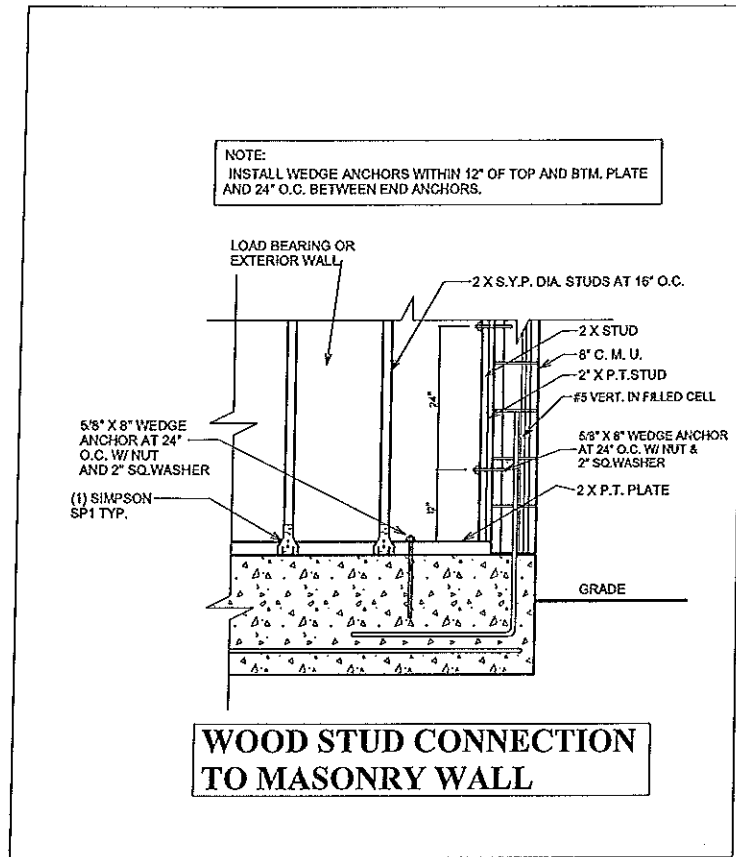 NOTE:
INSTALL WEDGE ANCHORS WITHIN 12" OF TOP AND BTM. PLATE
AND 24" O.C. BETWEEN END ANCHORS.
LOAD BEARING OR
EXTERIOR WALL
2 X S.Y.P. DIA. STUDS AT 16" O.C.
2 X STUD
8" C. M. U.
2" X P.T. STUD
#5 VERT. IN FILLED CELL
24"
5/8" X 8" WEDGE
ANCHOR AT 24"
O.C. W/ NUT
AND 2" SQ.WASHER
5/8" X 8" WEDGE ANCHOR
AT 24" O.C. W/ NUT &
2" SQ.WASHER
12"
(1) SIMPSON
SP1 TYP.
2 X P.T. PLATE
GRADE
WOOD STUD CONNECTION
TO MASONRY WALL